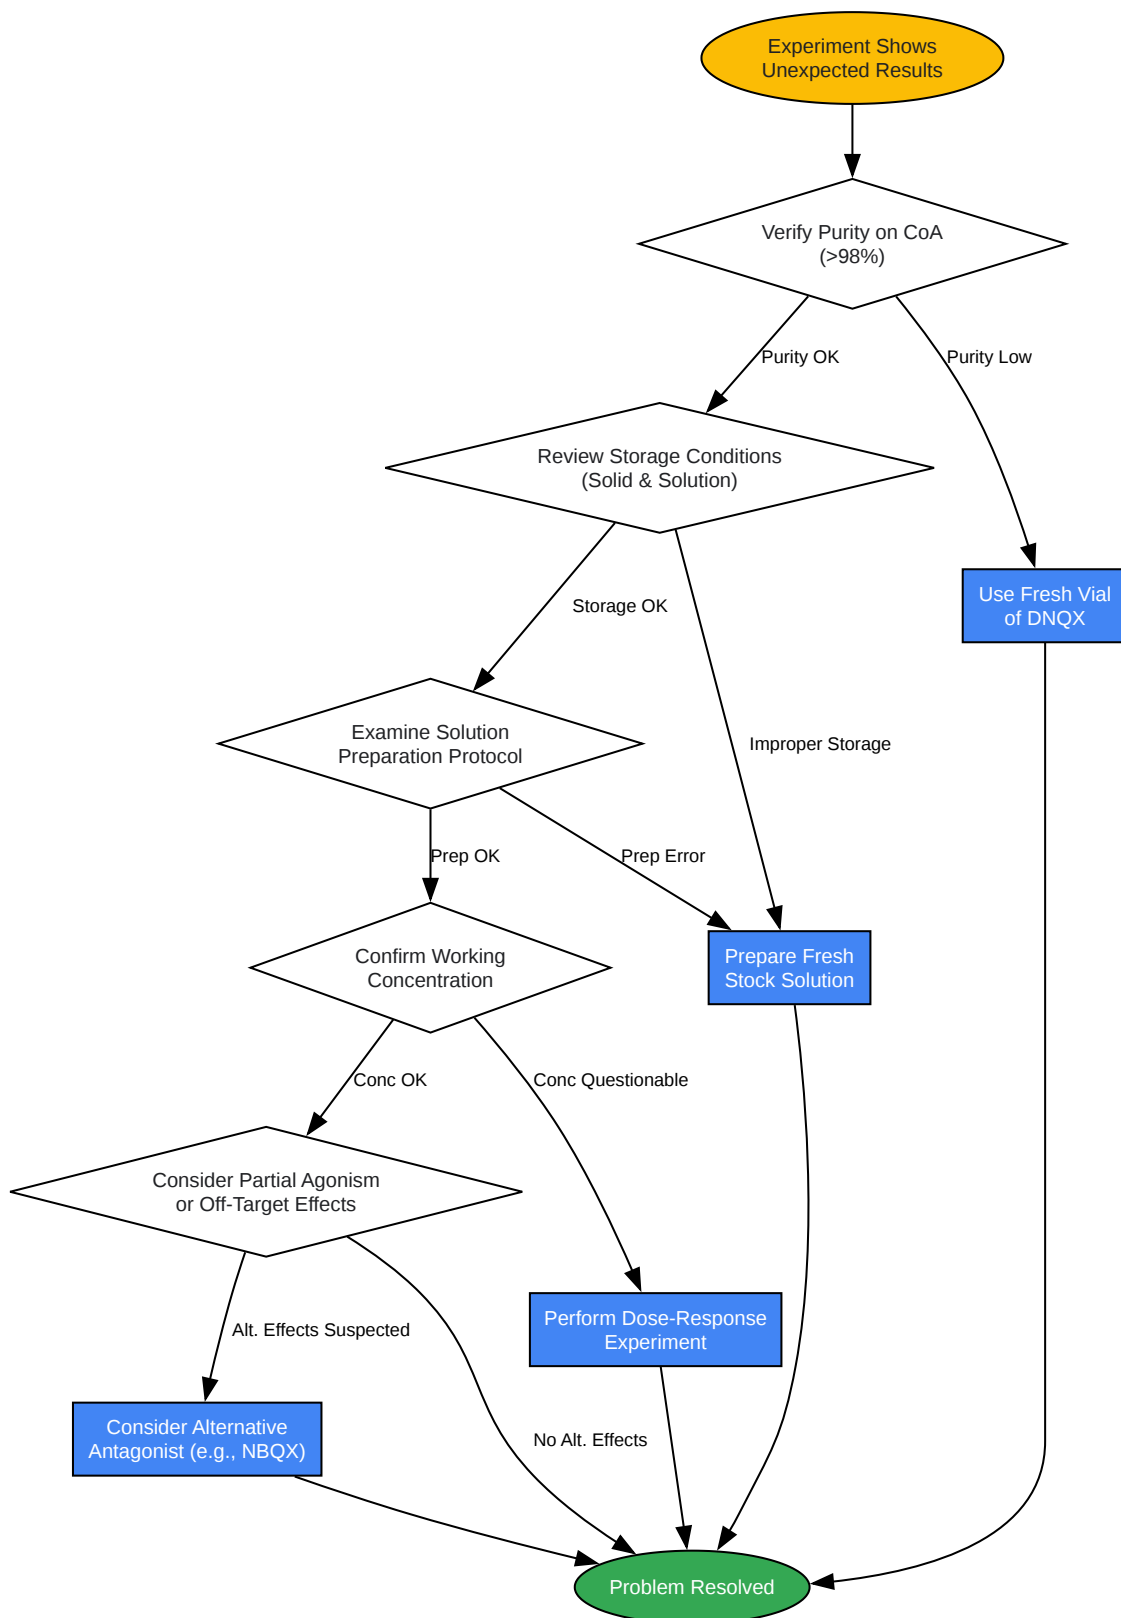 Experiment Shows
Unexpected Results
Verify Purity on CoA
(>98%)
Purity OK
Purity Low
Review Storage Conditions
(Solid & Solution)
Use Fresh Vial
of DNQX
Storage OK
Examine Solution
Preparation Protocol
Improper Storage
Prep OK
Prep Error
Confirm Working
Concentration
Prepare Fresh
Stock Solution
Conc OK
Conc Questionable
Consider Partial Agonism
or Off-Target Effects
Perform Dose-Response
Experiment
Alt. Effects Suspected
Consider Alternative
Antagonist (e.g., NBQX)
No Alt. Effects
Problem Resolved